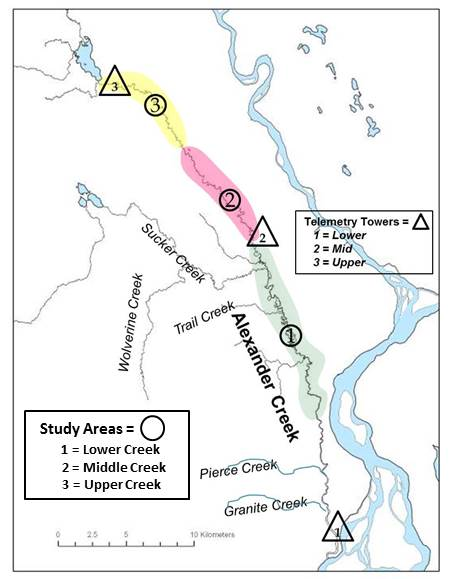 3
3
2
2
Telemetry Towers = △
1 = Lower
2 = Mid
3 = Upper
Sucker Creek
Wolverine Creek
Trail Creek
Alexander Creek
1
Study Areas = ○
1 = Lower Creek
2 = Middle Creek
3 = Upper Creek
Pierce Creek
Granite Creek
1
0 2.5 5 10 Kilometers